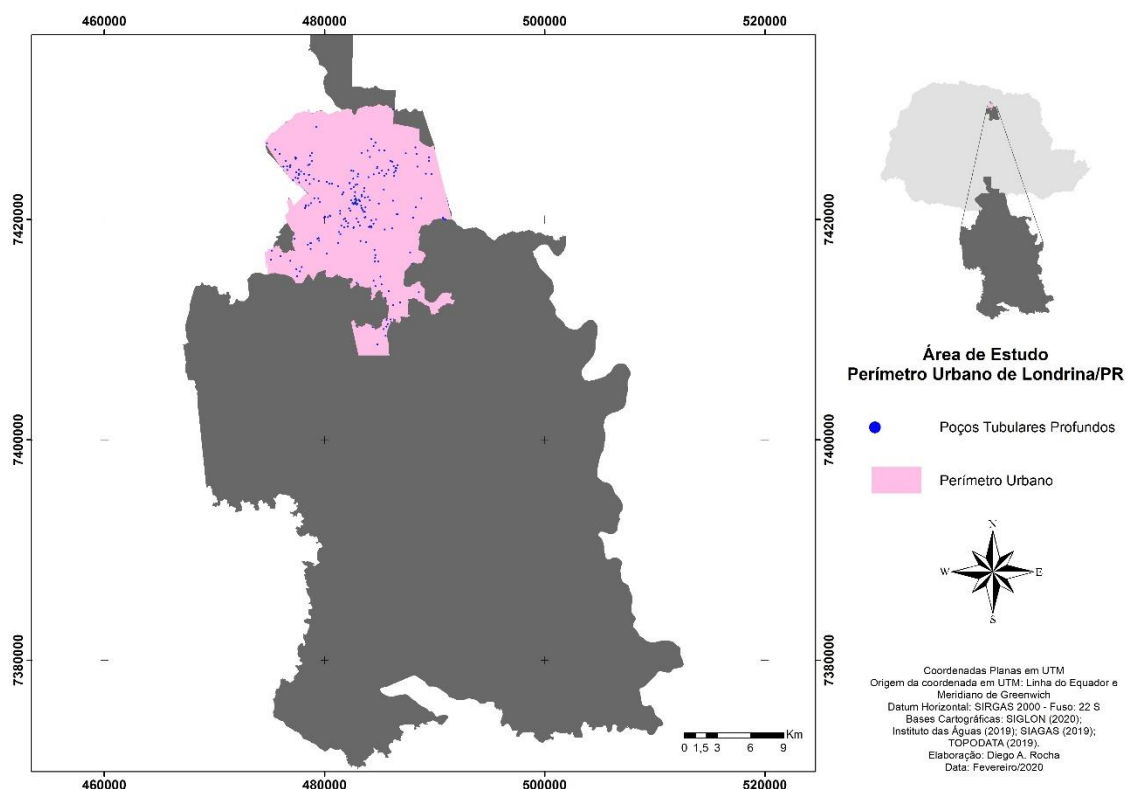 460000 480000 500000 520000
7420000 7420000
7400000 7400000
7380000 7380000
460000 480000 500000 520000
Km
0 1,5 3 6 9
Área de Estudo
Perímetro Urbano de Londrina/PR
Poços Tubulares Profundos
Perímetro Urbano
N
W E
S
Coordenadas Planas em UTM
Origem da coordenada em UTM: Linha do Equador e
Meridiano de Greenwich
Datum Horizontal: SIRGAS 2000 - Fuso: 22 S
Bases Cartográficas: SIGLON (2020);
Instituto das Águas (2019); SIAGAS (2019);
TOPODATA (2019).
Elaboração: Diego A. Rocha
Data: Fevereiro/2020